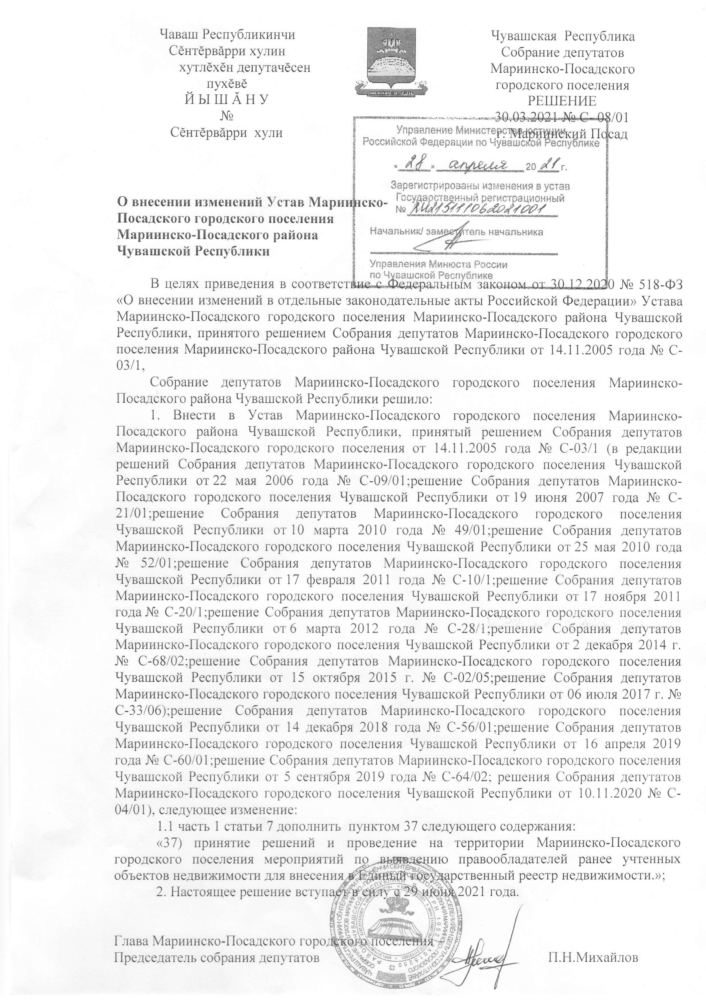 Чаваш Республикинчи
Сӗнтӗрвӑрри хулин
хутлӗхӗн депутачӗсен
пухӗвӗ
Й Ы Ш Ă Н У
№
Сӗнтӗрвӑрри хули
Чувашская Республика
Собрание депутатов
Мариинско-Посадского
городского поселения
РЕШЕНИЕ
30.03.2021 № С- 08/01
г. Мариинский Посад
Управление Министерства юстиции
Российской Федерации по Чувашской Республике
« 28 » апреля 20 21 г.
Зарегистрированы изменения в устав
Государственный регистрационный
№ RU215111062021001
Начальник/ заместитель начальника
Управления Минюста России
по Чувашской Республике
О внесении изменений Устав Мариинско-
Посадского городского поселения
Мариинско-Посадского района
Чувашской Республики
В целях приведения в соответствие с Федеральным законом от 30.12.2020 № 518-ФЗ
«О внесении изменений в отдельные законодательные акты Российской Федерации» Устава
Мариинско-Посадского городского поселения Мариинско-Посадского района Чувашской
Республики, принятого решением Собрания депутатов Мариинско-Посадского городского
поселения Мариинско-Посадского района Чувашской Республики от 14.11.2005 года № С-
03/1,
Собрание депутатов Мариинско-Посадского городского поселения Мариинско-
Посадского района Чувашской Республики решило:
1. Внести в Устав Мариинско-Посадского городского поселения Мариинско-
Посадского района Чувашской Республики, принятый решением Собрания депутатов
Мариинско-Посадского городского поселения от 14.11.2005 года № С-03/1 (в редакции
решений Собрания депутатов Мариинско-Посадского городского поселения Чувашской
Республики от 22 мая 2006 года № С-09/01;решение Собрания депутатов Мариинско-
Посадского городского поселения Чувашской Республики от 19 июня 2007 года № С-
21/01;решение Собрания депутатов Мариинско-Посадского городского поселения
Чувашской Республики от 10 марта 2010 года № 49/01;решение Собрания депутатов
Мариинско-Посадского городского поселения Чувашской Республики от 25 мая 2010 года
№ 52/01;решение Собрания депутатов Мариинско-Посадского городского поселения
Чувашской Республики от 17 февраля 2011 года № С-10/1;решение Собрания депутатов
Мариинско-Посадского городского поселения Чувашской Республики от 17 ноября 2011
года № С-20/1;решение Собрания депутатов Мариинско-Посадского городского поселения
Чувашской Республики от 6 марта 2012 года № С-28/1;решение Собрания депутатов
Мариинско-Посадского городского поселения Чувашской Республики от 2 декабря 2014 г.
№ С-68/02;решение Собрания депутатов Мариинско-Посадского городского поселения
Чувашской Республики от 15 октября 2015 г. № С-02/05;решение Собрания депутатов
Мариинско-Посадского городского поселения Чувашской Республики от 06 июля 2017 г. №
С-33/06);решение Собрания депутатов Мариинско-Посадского городского поселения
Чувашской Республики от 14 декабря 2018 года № С-56/01;решение Собрания депутатов
Мариинско-Посадского городского поселения Чувашской Республики от 16 апреля 2019
года № С-60/01;решение Собрания депутатов Мариинско-Посадского городского поселения
Чувашской Республики от 5 сентября 2019 года № С-64/02; решения Собрания депутатов
Мариинско-Посадского городского поселения Чувашской Республики от 10.11.2020 № С-
04/01), следующее изменение:
1.1 часть 1 статьи 7 дополнить пунктом 37 следующего содержания:
«37) принятие решений и проведение на территории Мариинско-Посадского
городского поселения мероприятий по выявлению правообладателей ранее учтенных
объектов недвижимости для внесения в Единый государственный реестр недвижимости.»;
2. Настоящее решение вступает в силу с 29 июня 2021 года.
Глава Мариинско-Посадского городского поселения –
Председатель собрания депутатов
П.Н.Михайлов